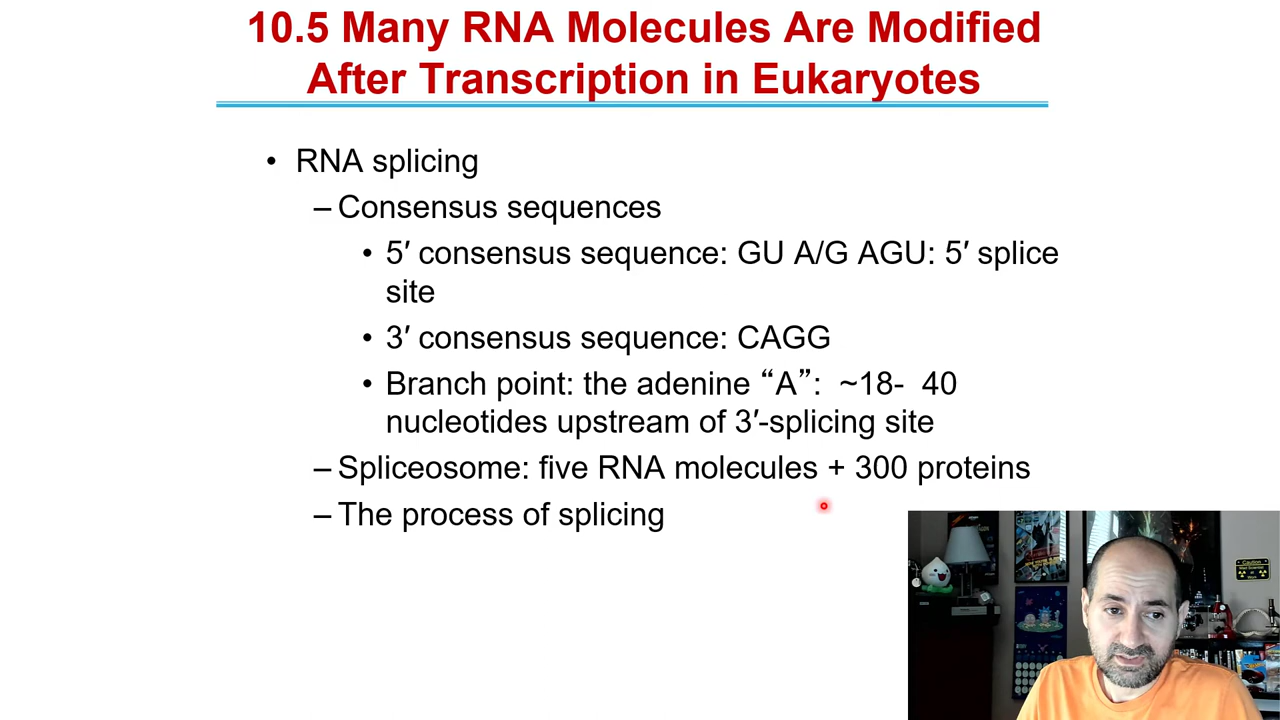 10.5 Many RNA Molecules Are Modified
After Transcription in Eukaryotes
• RNA splicing
– Consensus sequences
• 5′ consensus sequence: GU A/G AGU: 5′ splice
site
• 3′ consensus sequence: CAGG
• Branch point: the adenine “A”: ~18- 40
nucleotides upstream of 3′-splicing site
– Spliceosome: five RNA molecules + 300 proteins
– The process of splicing
Caution